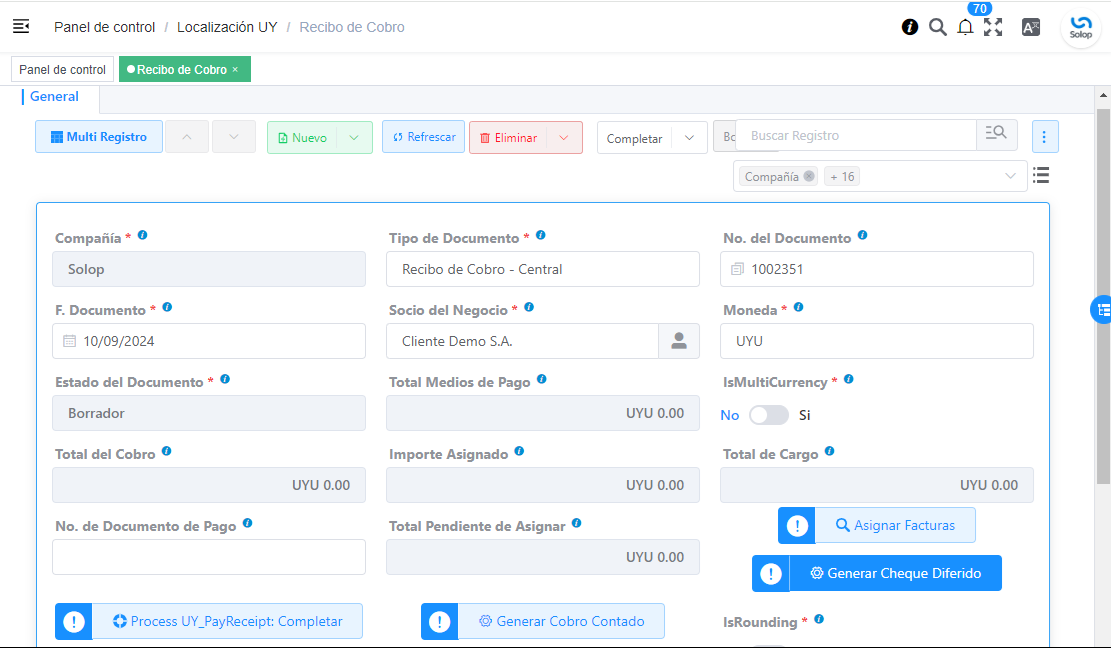 70
Panel de control / Localización UY / Recibo de Cobro
Solop
Panel de control
Recibo de Cobro ×
General
Multi Registro Nuevo Refrescar Eliminar Completar Buscar Registro
Compañía + 16
Compañía * Tipo de Documento * No. del Documento
Solop Recibo de Cobro - Central 1002351
F. Documento * Socio del Negocio * Moneda *
10/09/2024 Cliente Demo S.A. UYU
Estado del Documento * Total Medios de Pago IsMultiCurrency *
Borrador UYU 0.00 No Si
Total del Cobro Importe Asignado Total de Cargo
UYU 0.00 UYU 0.00 UYU 0.00
No. de Documento de Pago Total Pendiente de Asignar
UYU 0.00
Asignar Facturas
Generar Cheque Diferido
Process UY_PayReceipt: Completar Generar Cobro Contado IsRounding *